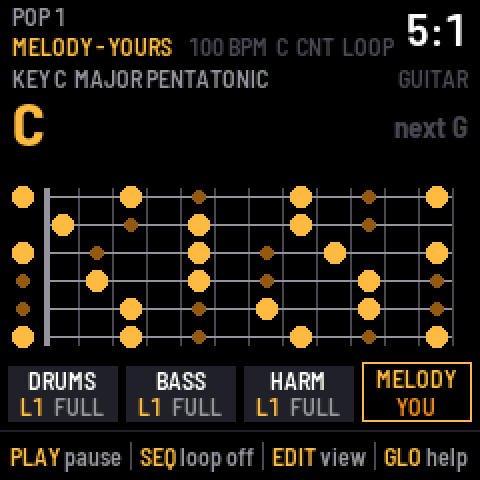 POP 1
5:1
MELODY - YOURS 100 BPM C CNT LOOP
KEY C MAJOR PENTATONIC GUITAR
C
next G
DRUMS BASS HARM MELODY
L1 FULL L1 FULL L1 FULL YOU
PLAY pause SEQ loop off EDIT view GLO help